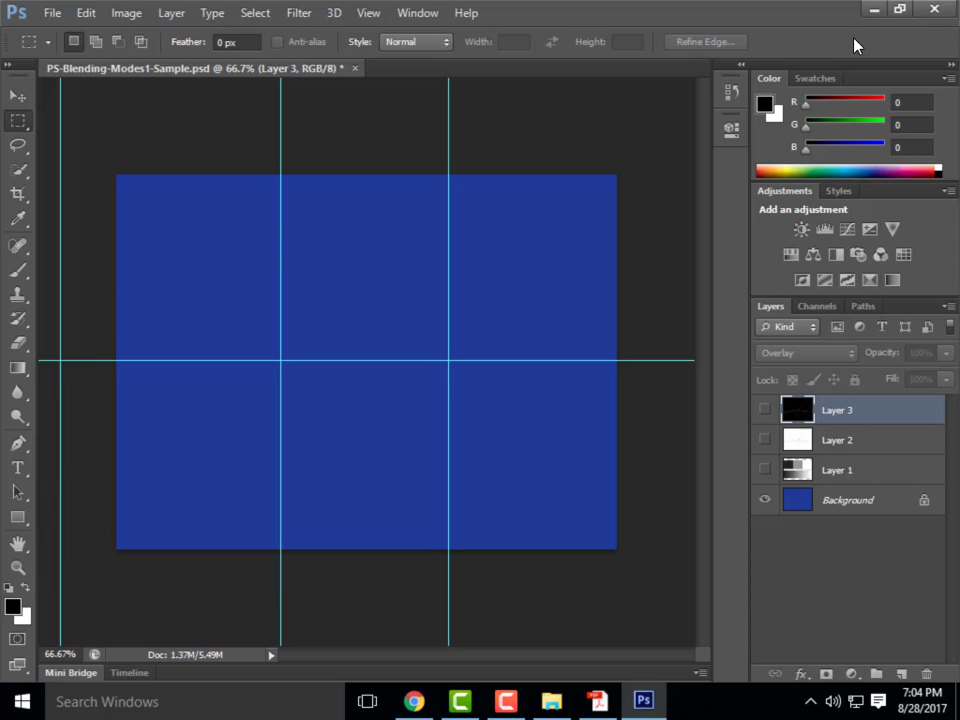 Ps File Edit Image Layer Type Select Filter 3D View Window Help
Feather: 0 px Anti-alias Style: Normal Width: Height: Refine Edge...
PS-Blending-Modes1-Sample.psd @ 66.7% (Layer 3, RGB/8) * ×
Color Swatches
R 0
G 0
B 0
Adjustments Styles
Add an adjustment
Layers Channels Paths
Kind
Overlay Opacity: 100%
Lock: Fill: 100%
Layer 3
Layer 2
Layer 1
Background
66.67% Doc: 1.37M/5.49M
Mini Bridge Timeline
Search Windows
Ps
7:04 PM
8/28/2017